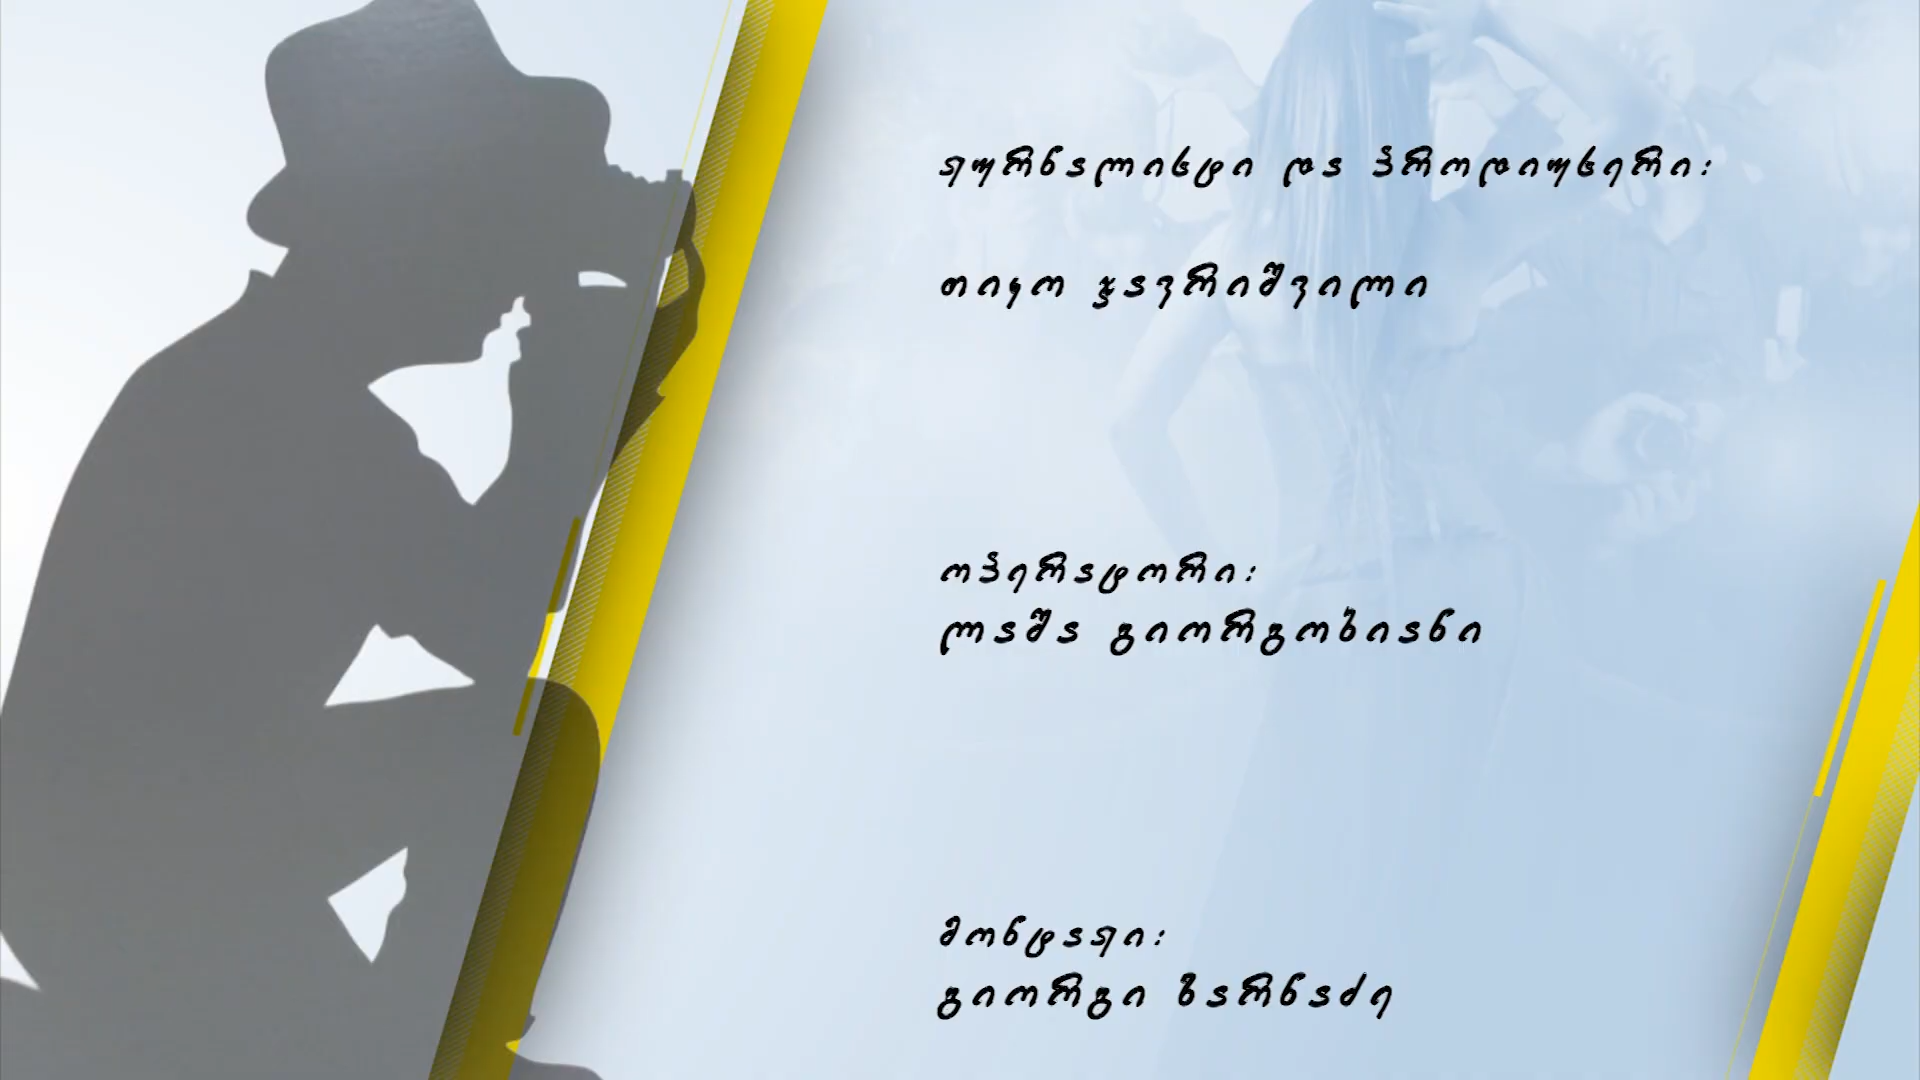 ჟურნალისტი და პროდიუსერი:
თიკო ჯავრიშვილი
ოპერატორი:
ლაშა გიორგობიანი
მონტაჟი:
გიორგი ზარნაძე